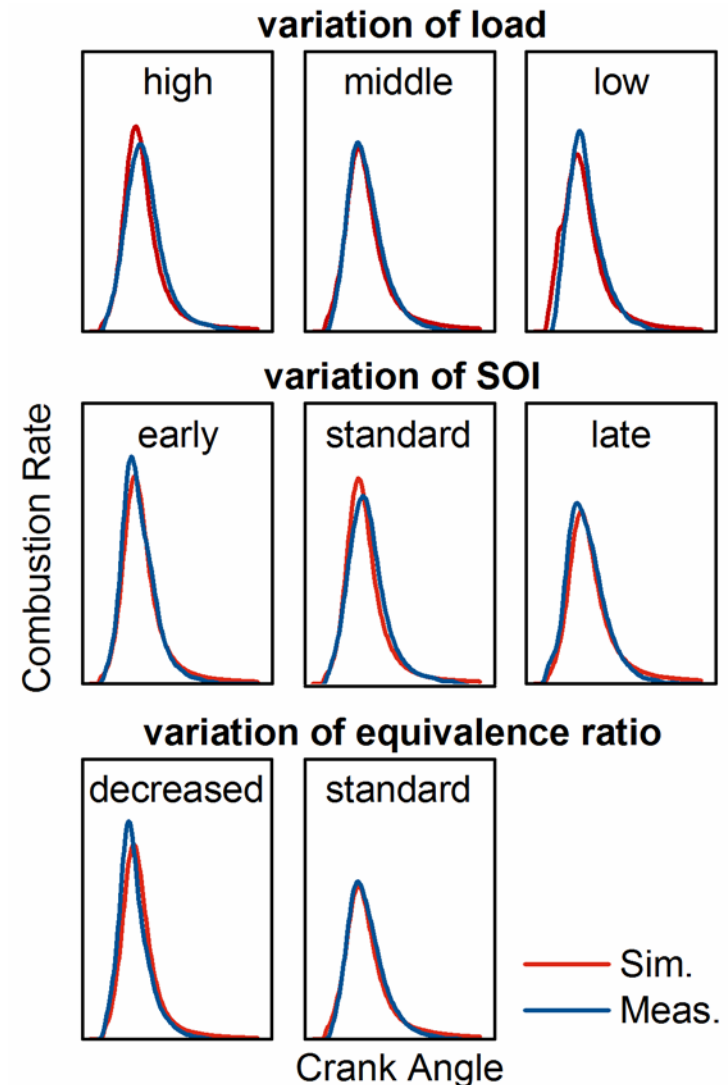 variation of load
high
middle
low
variation of SOI
early
standard
late
Combustion Rate
variation of equivalence ratio
decreased
standard
Sim.
Meas.
Crank Angle